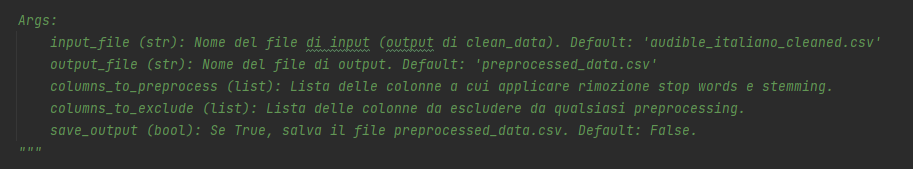 Args:
input_file (str): Nome del file di input (output di clean_data). Default: 'audible_italiano_cleaned.csv'
output_file (str): Nome del file di output. Default: 'preprocessed_data.csv'
columns_to_preprocess (list): Lista delle colonne a cui applicare rimozione stop words e stemming.
columns_to_exclude (list): Lista delle colonne da escludere da qualsiasi preprocessing.
save_output (bool): Se True, salva il file preprocessed_data.csv. Default: False.
"""